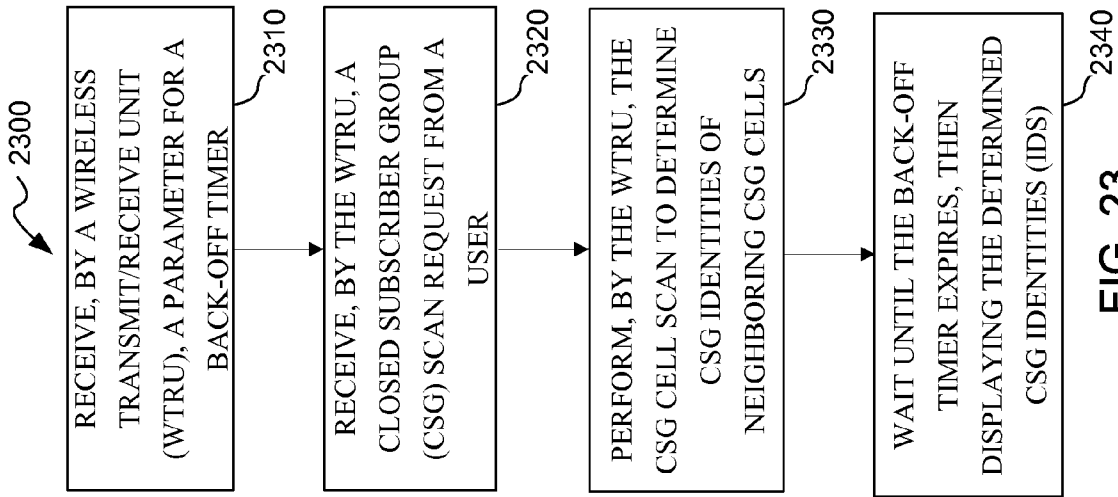 2300
RECEIVE, BY A WIRELESS
TRANSMIT/RECEIVE UNIT
(WTRU), A PARAMETER FOR A
BACK-OFF TIMER
2310
RECEIVE, BY THE WTRU, A
CLOSED SUBSCRIBER GROUP
(CSG) SCAN REQUEST FROM A
USER
2320
PERFORM, BY THE WTRU, THE
CSG CELL SCAN TO DETERMINE
CSG IDENTITIES OF
NEIGHBORING CSG CELLS
2330
WAIT UNTIL THE BACK-OFF
TIMER EXPIRES, THEN
DISPLAYING THE DETERMINED
CSG IDENTITIES (IDS)
2340
FIG. 23